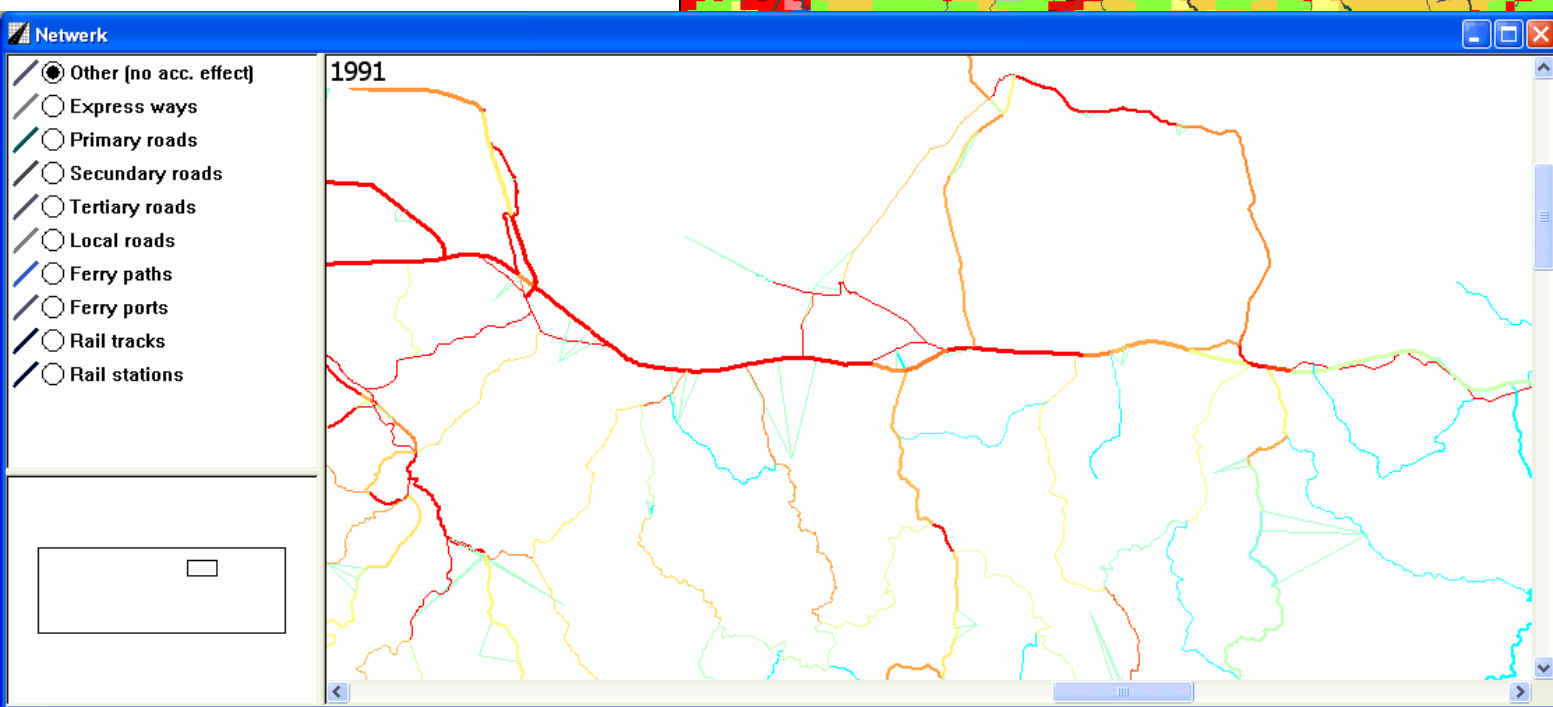 Netwerk
Other (no acc. effect)
Express ways
Primary roads
Secundary roads
Tertiary roads
Local roads
Ferry paths
Ferry ports
Rail tracks
Rail stations
1991